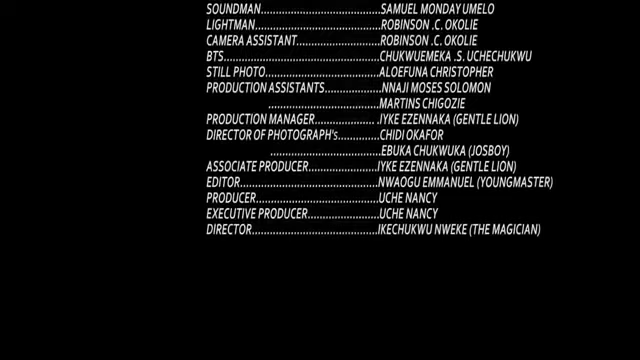 SOUNDMAN........................................SAMUEL MONDAY UMELO
LIGHTMAN..........................................ROBINSON .C. OKOLIE
CAMERA ASSISTANT...........................ROBINSON .C. OKOLIE
BTS....................................................CHUKWUEMEKA .S. UCHECHUKWU
STILL PHOTO......................................ALOEFUNA CHRISTOPHER
PRODUCTION ASSISTANTS..................NNAJI MOSES SOLOMON
.....................................MARTINS CHIGOZIE
PRODUCTION MANAGER.................... .IYKE EZENNAKA (GENTLE LION)
DIRECTOR OF PHOTOGRAPH's..............CHIDI OKAFOR
.....................................EBUKA CHUKWUKA (JOSBOY)
ASSOCIATE PRODUCER.......................IYKE EZENNAKA (GENTLE LION)
EDITOR..............................................NWAOGU EMMANUEL (YOUNGMASTER)
PRODUCER.........................................UCHE NANCY
EXECUTIVE PRODUCER........................UCHE NANCY
DIRECTOR..........................................IKECHUKWU NWEKE (THE MAGICIAN)